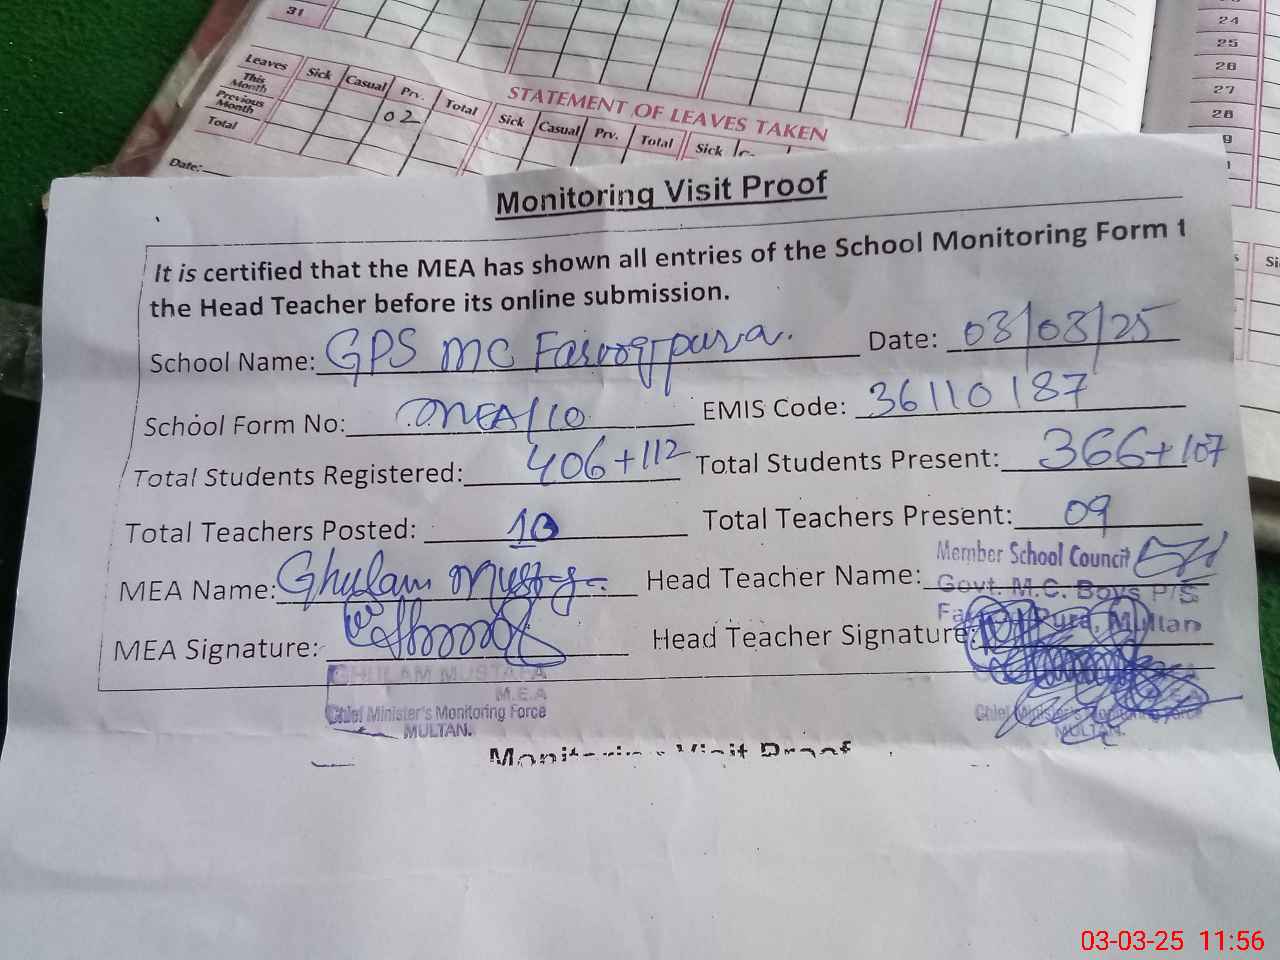 31
Leaves Sick Casual Prv. Total
This Month
Previous Month 02
Total
Date:
STATEMENT OF LEAVES TAKEN
Sick Casual Prv. Total Sick
24
25
26
27
28
Monitoring Visit Proof
It is certified that the MEA has shown all entries of the School Monitoring Form t
the Head Teacher before its online submission.
School Name: GPS MC Farooqpura. Date: 03/03/25
School Form No: MEA/10 EMIS Code: 36110187
Total Students Registered: 406+112 Total Students Present: 366+107
Total Teachers Posted: 10 Total Teachers Present: 09
MEA Name: Ghulam Mustafa Head Teacher Name:
Member School Council
Govt. M.C. Boys P/S
Pura, Multan
MEA Signature: Head Teacher Signature:
GHULAM MUSTAFA
M.E.A
Chief Minister's Monitoring Force
MULTAN.
Chief Minister's Monitoring Force
MULTAN.
Monitoring Visit Proof
03-03-25 11:56